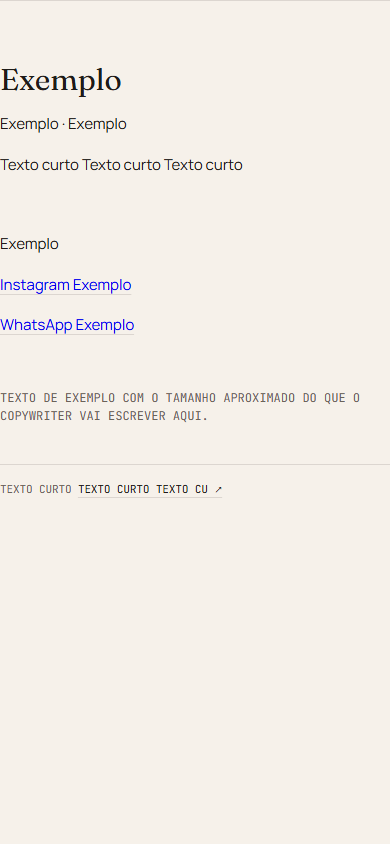 Exemplo
Exemplo · Exemplo
Texto curto Texto curto Texto curto
Exemplo
Instagram Exemplo
WhatsApp Exemplo
TEXTO DE EXEMPLO COM O TAMANHO APROXIMADO DO QUE O
COPYWRITER VAI ESCREVER AQUI.
TEXTO CURTO TEXTO CURTO TEXTO CU ↗